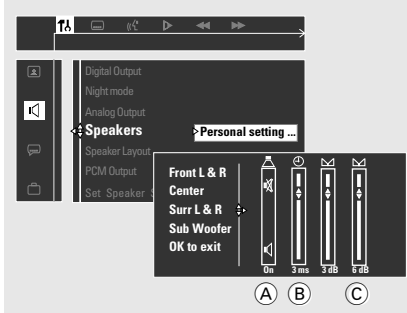 Digital Output
Night mode
Analog Output
Speakers
Personal setting ...
Speaker Layout
PCM Output
Set Speaker
Front L & R
Center
Surr L & R
Sub Woofer
OK to exit
On 3 ms 3 dB 6 dB
A B C